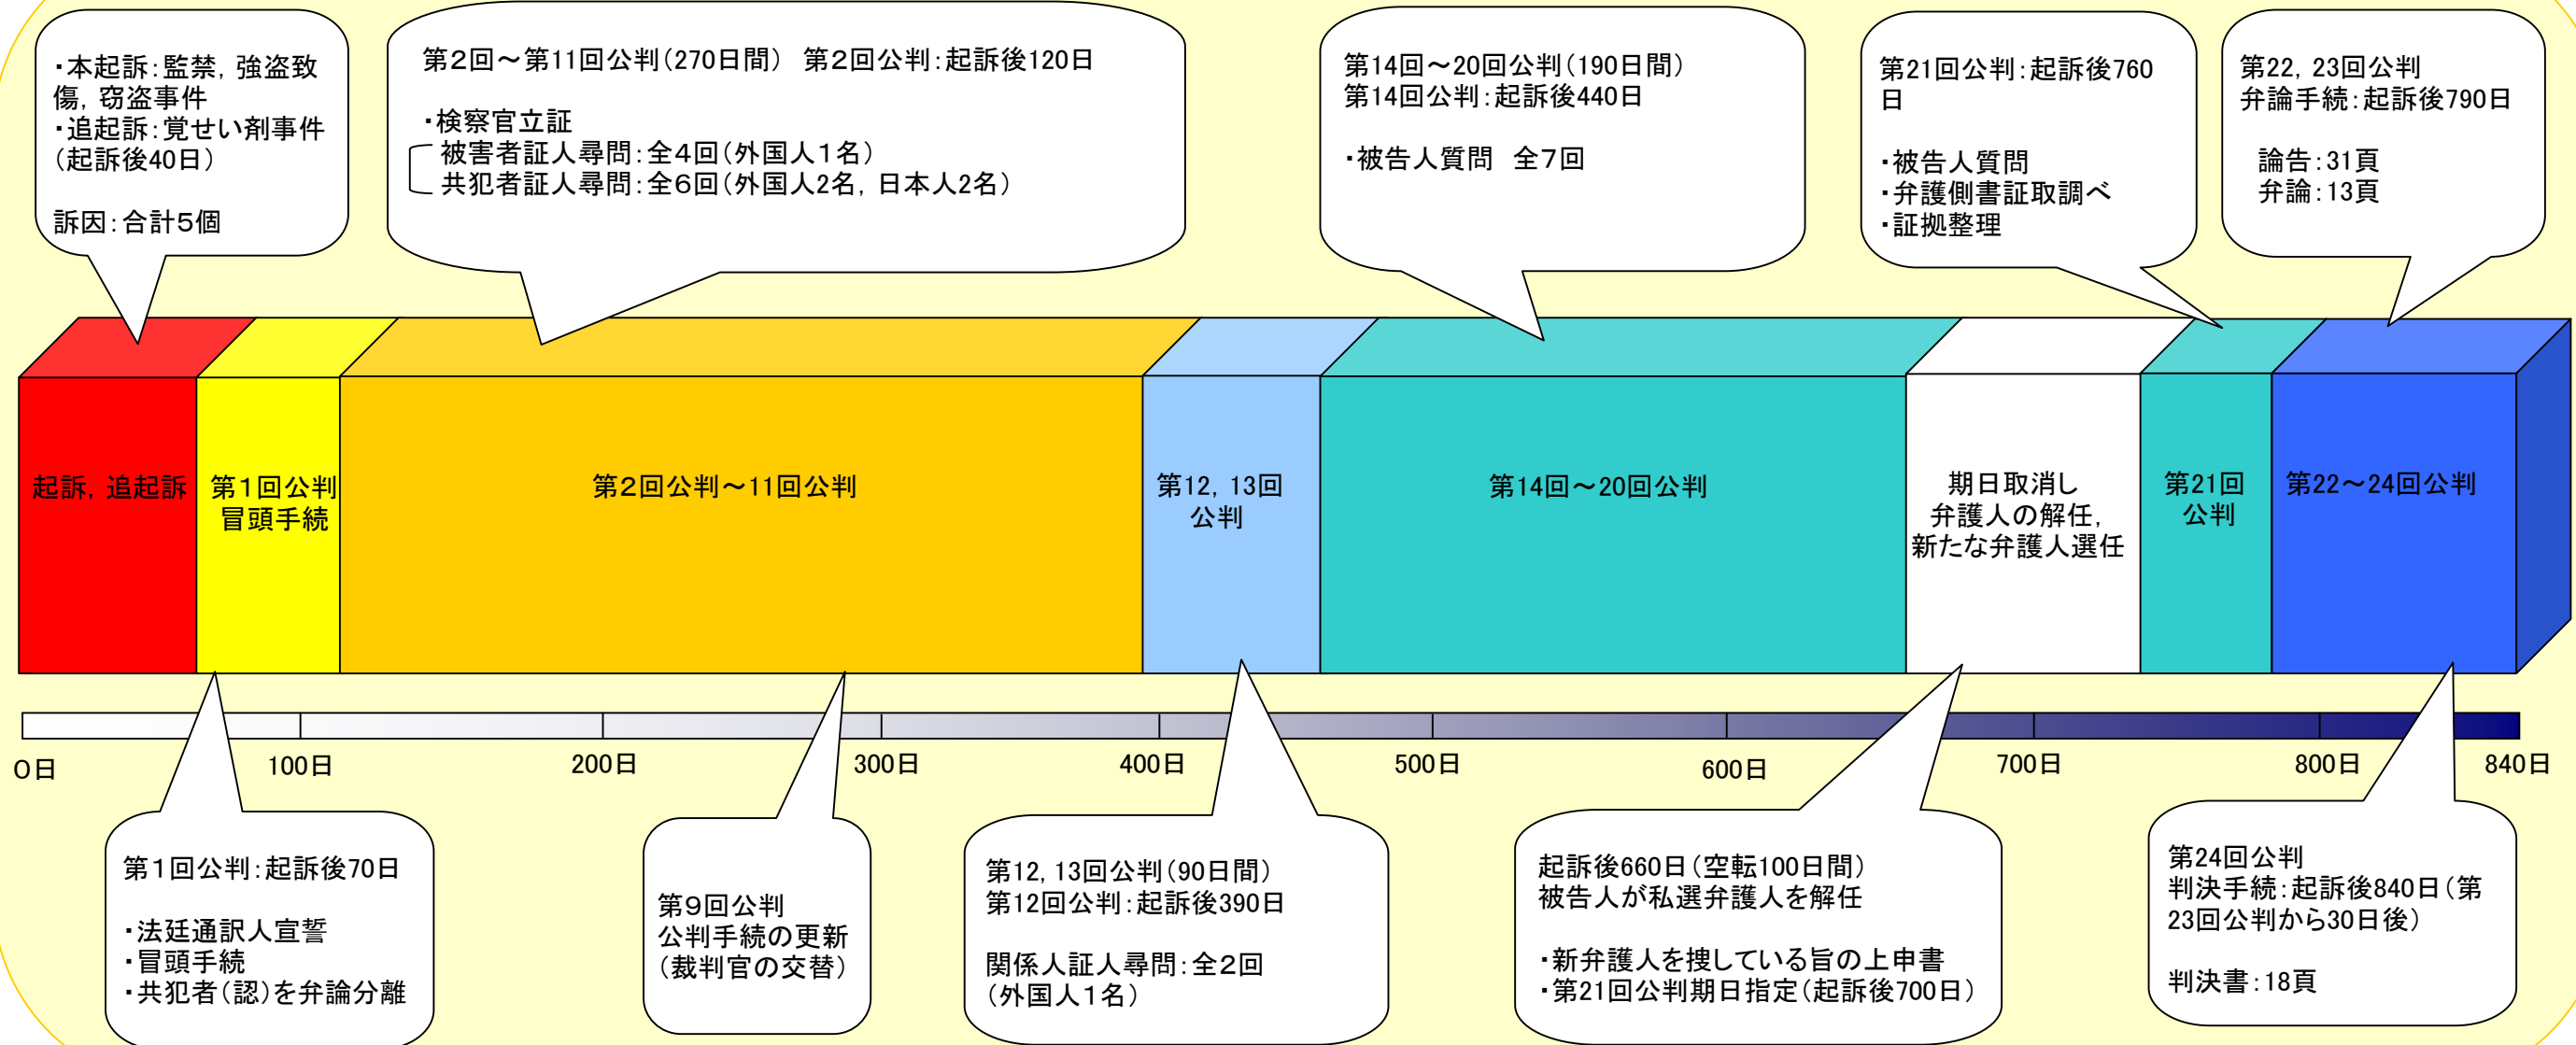 ・本起訴：監禁，強盗致
傷，窃盗事件
・追起訴：覚せい剤事件
（起訴後40日）
訴因：合計５個
第２回～第11回公判（270日間）　第２回公判：起訴後120日
・検察官立証
被害者証人尋問：全４回（外国人１名）
共犯者証人尋問：全６回（外国人2名，日本人2名）
第14回～20回公判（190日間）
第14回公判：起訴後440日
・被告人質問　全７回
第21回公判：起訴後760
日
・被告人質問
・弁護側書証取調べ
・証拠整理
第22，23回公判
弁論手続：起訴後790日
論告：31頁
弁論：13頁
起訴，追起訴
第１回公判
冒頭手続
第２回公判～11回公判
第12，13回
公判
第14回～20回公判
期日取消し
弁護人の解任，
新たな弁護人選任
第21回
公判
第22～24回公判
０日
100日
200日
300日
400日
500日
600日
700日
800日
840日
第１回公判：起訴後70日
・法廷通訳人宣誓
・冒頭手続
・共犯者（認）を弁論分離
第９回公判
公判手続の更新
（裁判官の交替）
第12，13回公判（90日間）
第12回公判：起訴後390日
関係人証人尋問：全２回
（外国人１名）
起訴後660日（空転100日間）
被告人が私選弁護人を解任
・新弁護人を捜している旨の上申書
・第21回公判期日指定（起訴後700日）
第24回公判
判決手続：起訴後840日（第
23回公判から30日後）
判決書：18頁